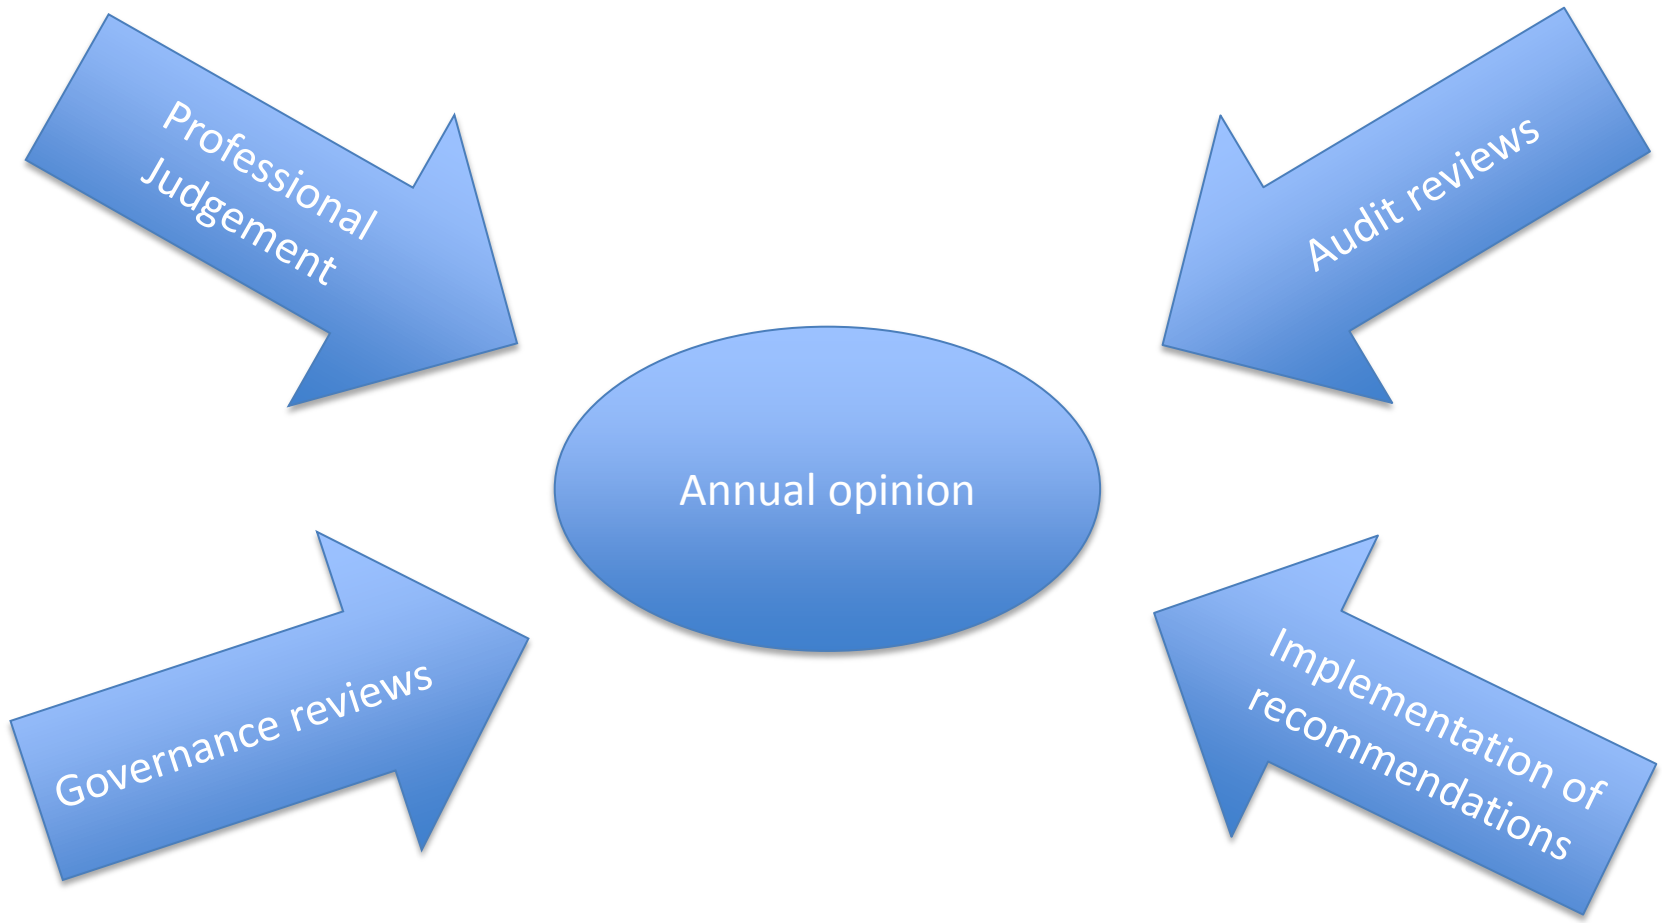 Professional
Judgement
Audit reviews
Annual opinion
Governance reviews
Implementation of
recommendations